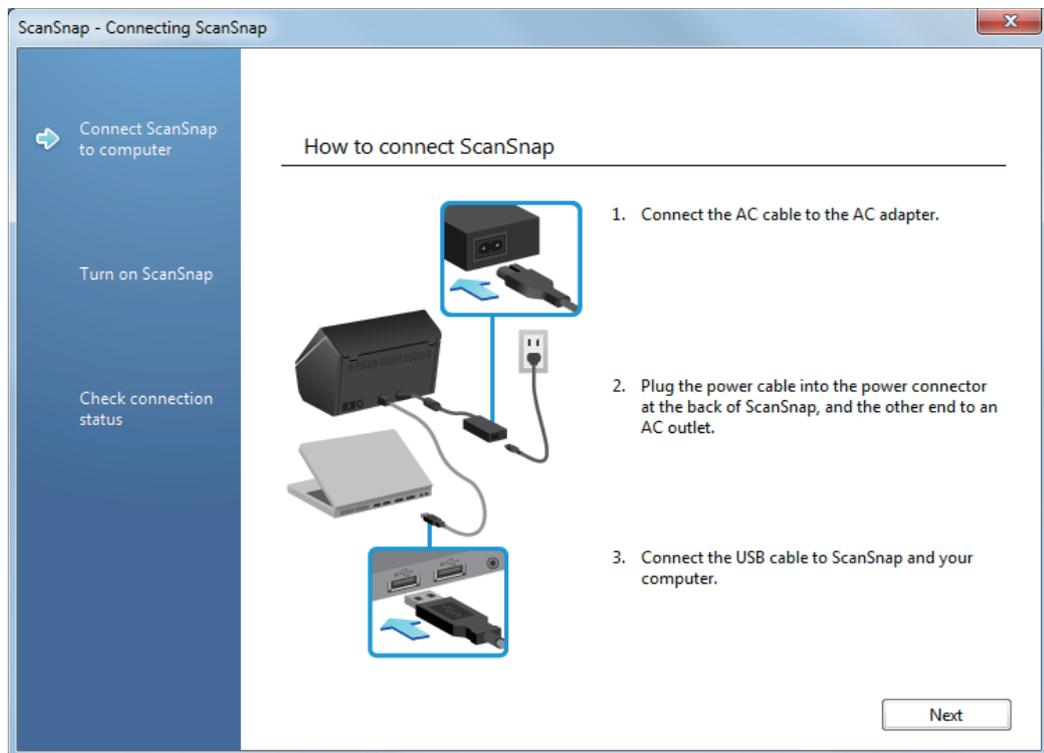 ScanSnap - Connecting ScanSnap
Connect ScanSnap
to computer
Turn on ScanSnap
Check connection
status
How to connect ScanSnap
1. Connect the AC cable to the AC adapter.
2. Plug the power cable into the power connector
at the back of ScanSnap, and the other end to an
AC outlet.
3. Connect the USB cable to ScanSnap and your
computer.
Next